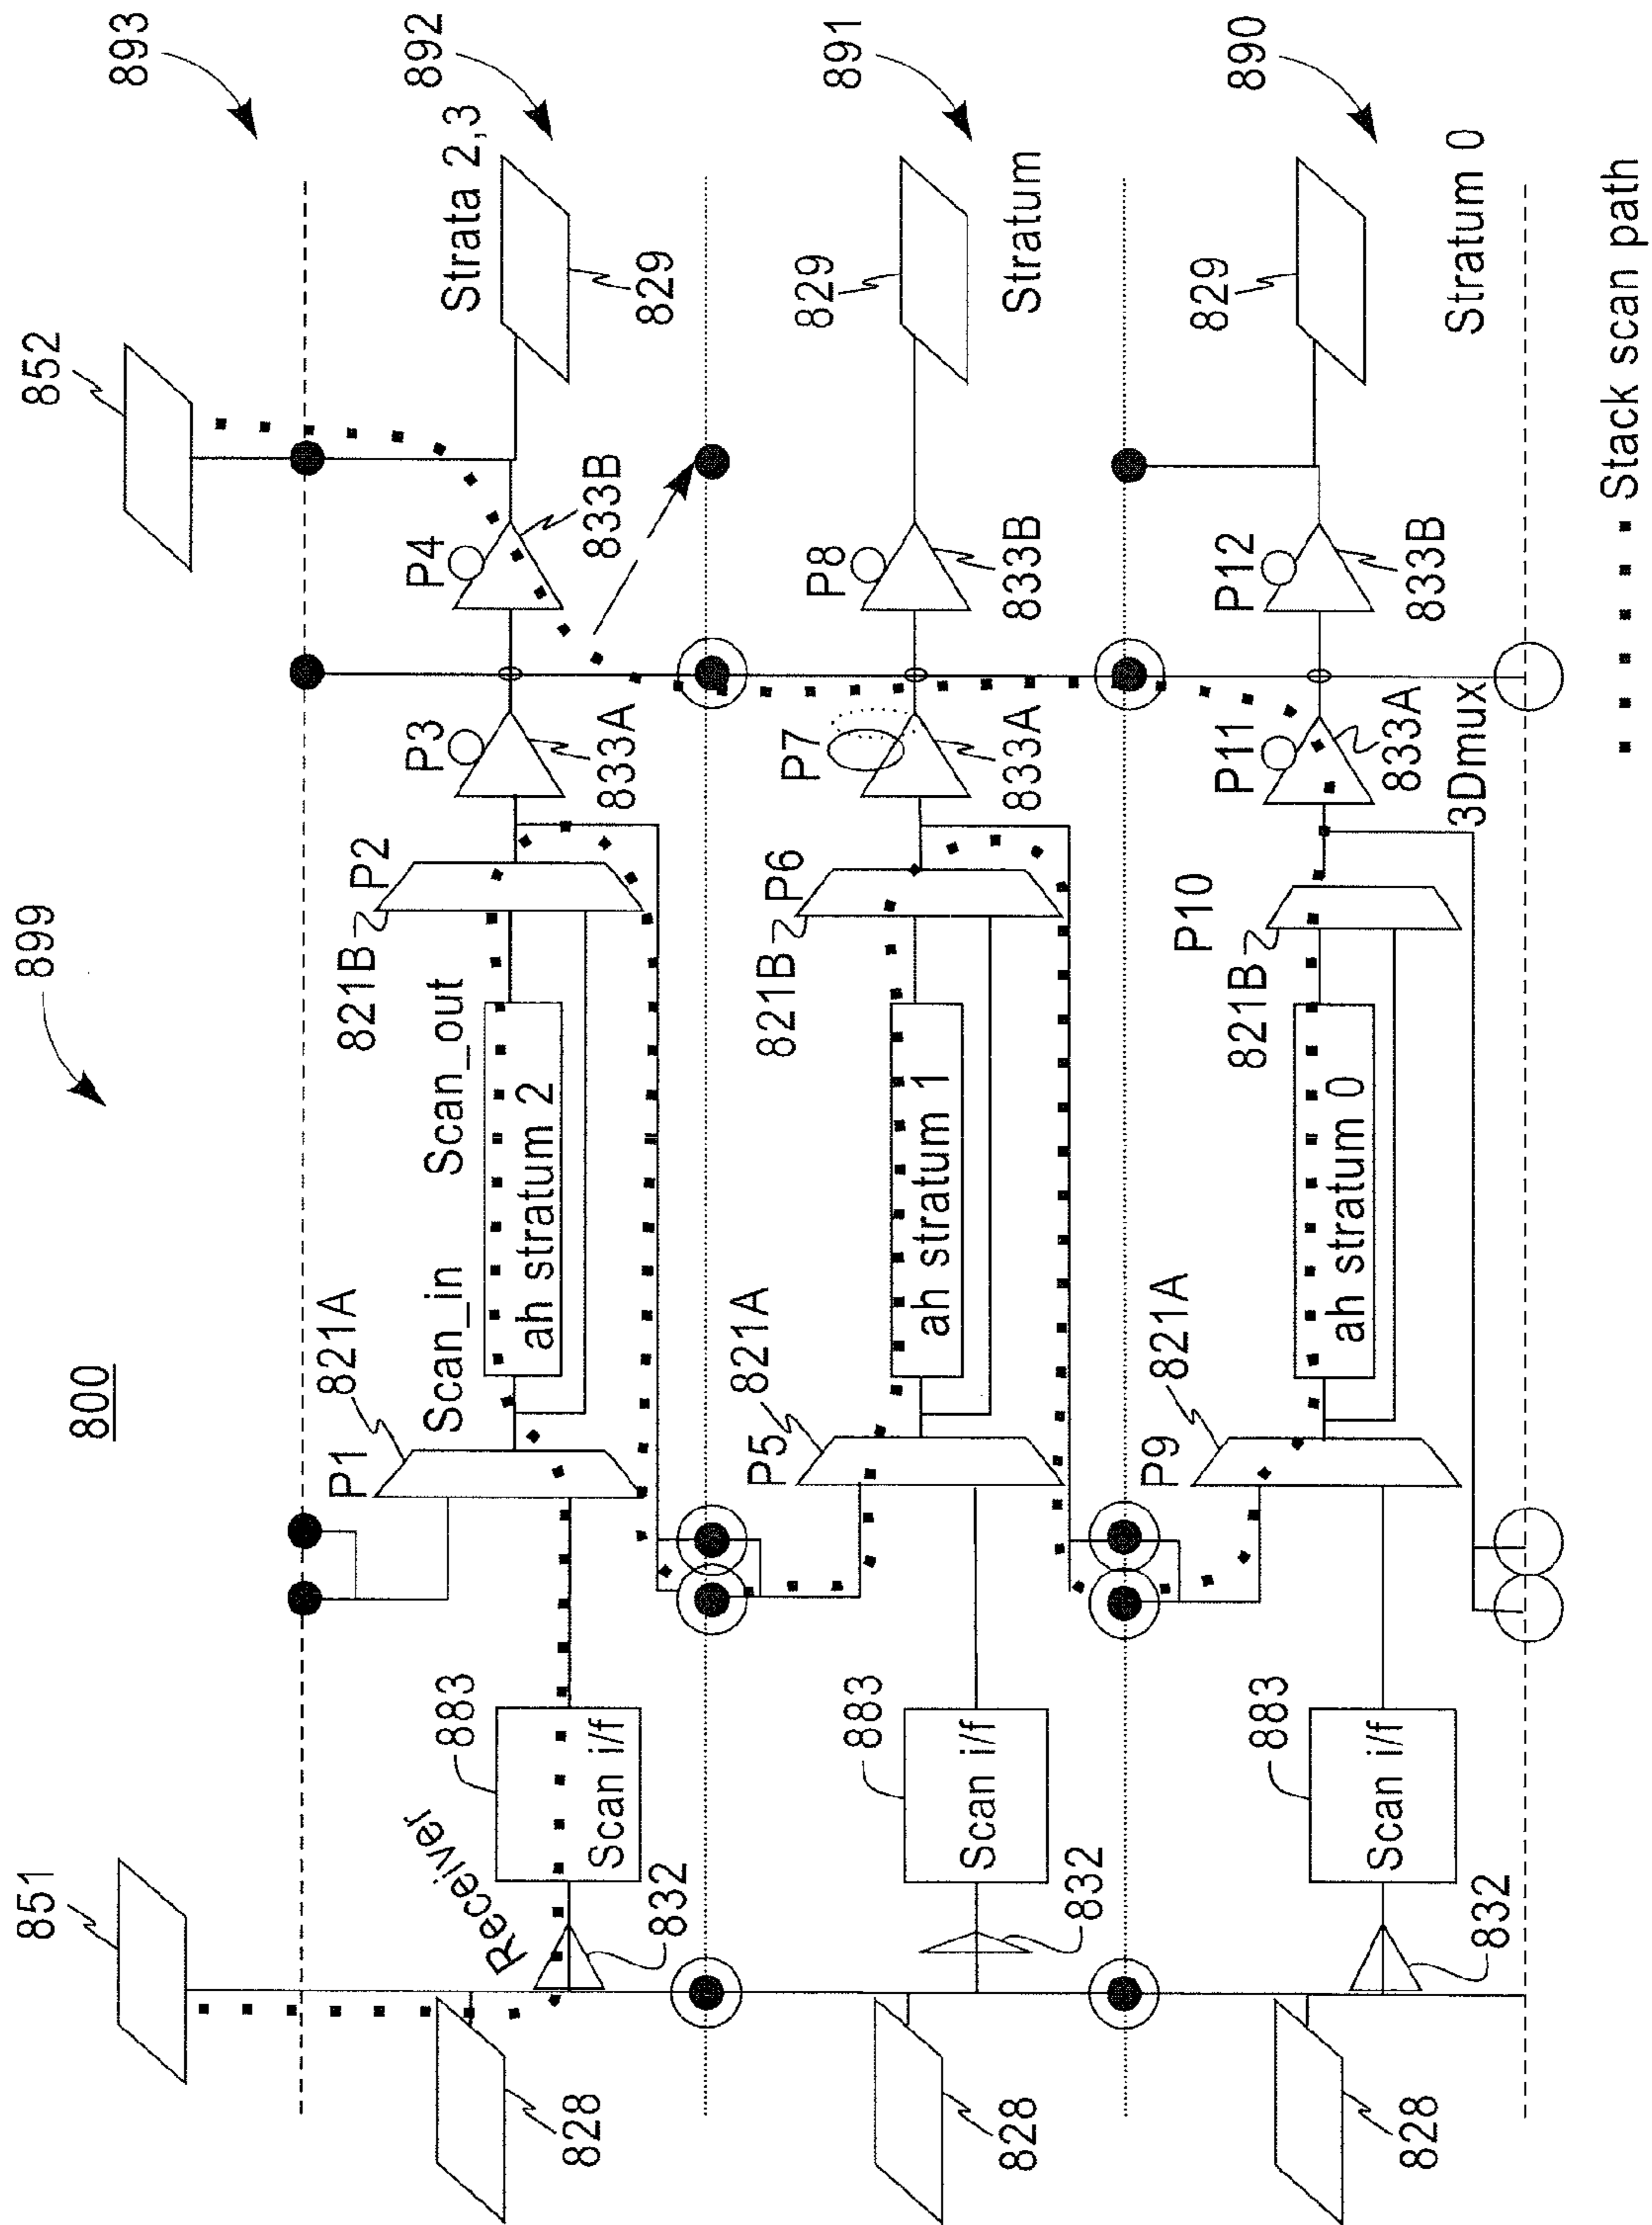 800
899
893
851
852
Strata 2,3
892
Receiver
883
P1
821A
Scan_in
Scan_out
821B
P2
P3
P4
Scan i/f
ah stratum 2
833A
833B
829
828
832
883
P5
821A
821B
P6
P7
P8
829
891
Scan i/f
ah stratum 1
833A
833B
Stratum
828
832
883
P9
821A
821B
P10
P11
P12
829
890
Scan i/f
ah stratum 0
3Dmux
833A
833B
Stratum 0
828
832
Stack scan path